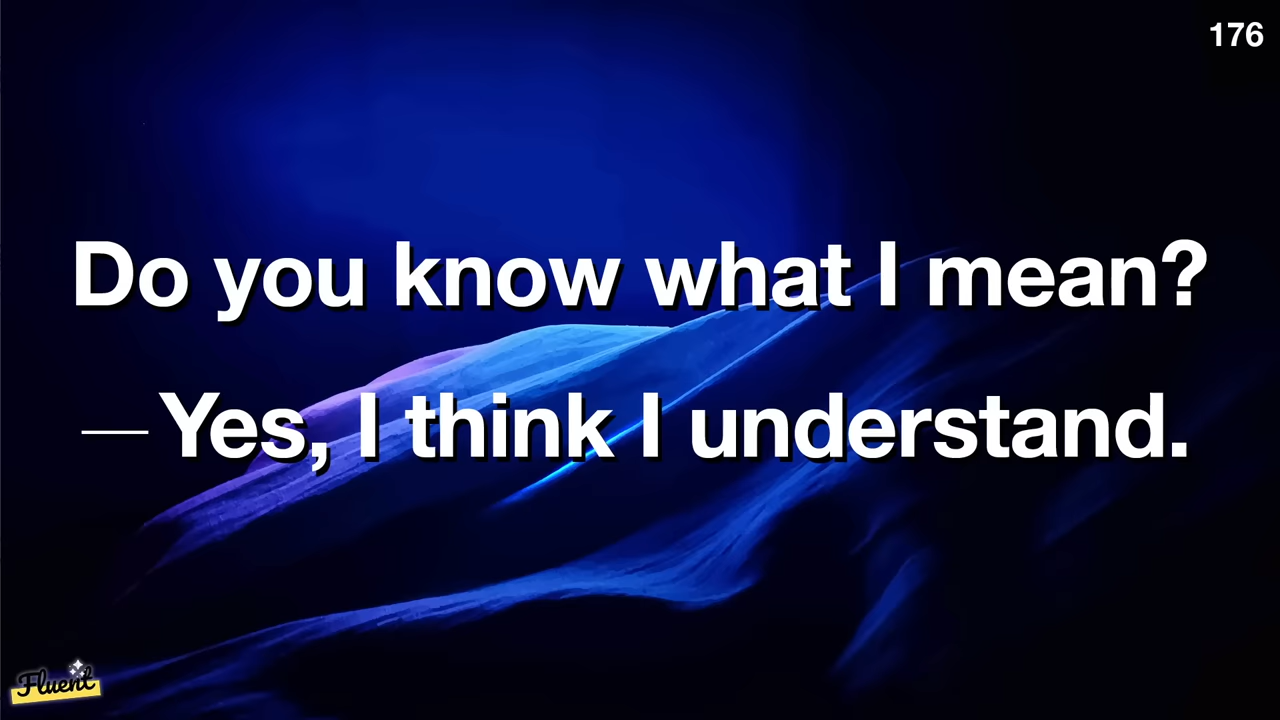 176
Do you know what I mean?
— Yes, I think I understand.
Fluent